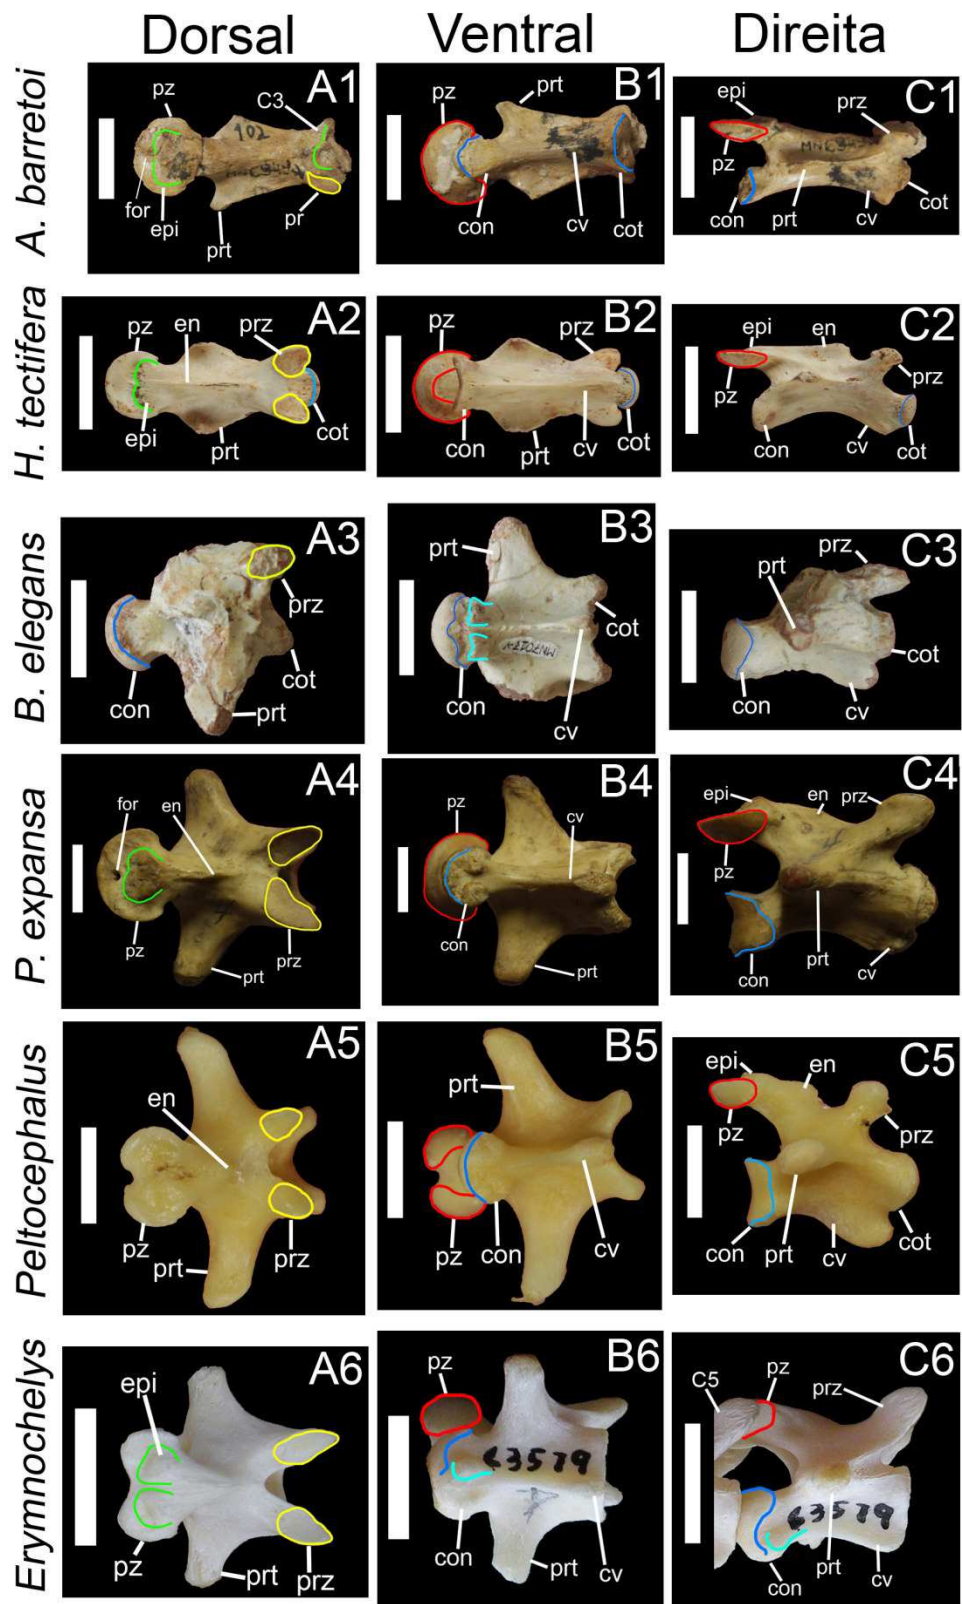 Dorsal
Ventral
Direita
A. barretoi
A1
pz
C3
102
for
epi
prt
pr
B1
pz
prt
con
cv
cot
C1
epi
prz
pz
con
prt
cv
cot
H. tectifera
A2
pz
en
prz
epi
prt
cot
B2
pz
prz
con
prt
cv
cot
C2
epi
en
pz
prz
con
cv
cot
B. elegans
A3
prz
con
cot
prt
B3
prt
cot
con
cv
C3
prz
prt
cot
con
cv
P. expansa
A4
for
en
pz
prt
prz
B4
pz
cv
con
prt
C4
epi
en
prz
pz
con
prt
cv
Peltocephalus
A5
en
pz
prt
prz
B5
prt
pz
con
cv
C5
epi
en
pz
prz
con
prt
cv
cot
Erymnochelys
A6
epi
pz
prt
prz
B6
pz
63579
con
prt
cv
C6
C5
pz
prz
63579
con
prt
cv